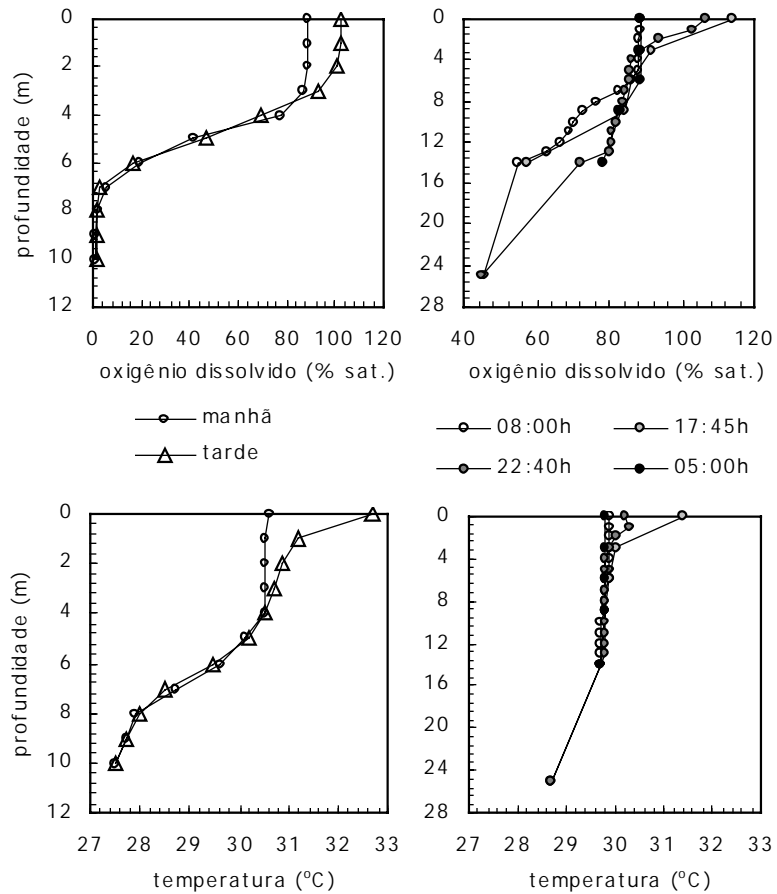 0
2
4
6
8
10
12
profundidade (m)
0 20 40 60 80 100 120
oxigênio dissolvido (% sat.)
0
4
8
12
16
20
24
28
40 60 80 100 120
oxigênio dissolvido (% sat.)
manhã
tarde
08:00h 17:45h
22:40h 05:00h
0
2
4
6
8
10
12
profundidade (m)
27 28 29 30 31 32 33
temperatura (ºC)
0
4
8
12
16
20
24
28
27 28 29 30 31 32 33
temperatura (ºC)